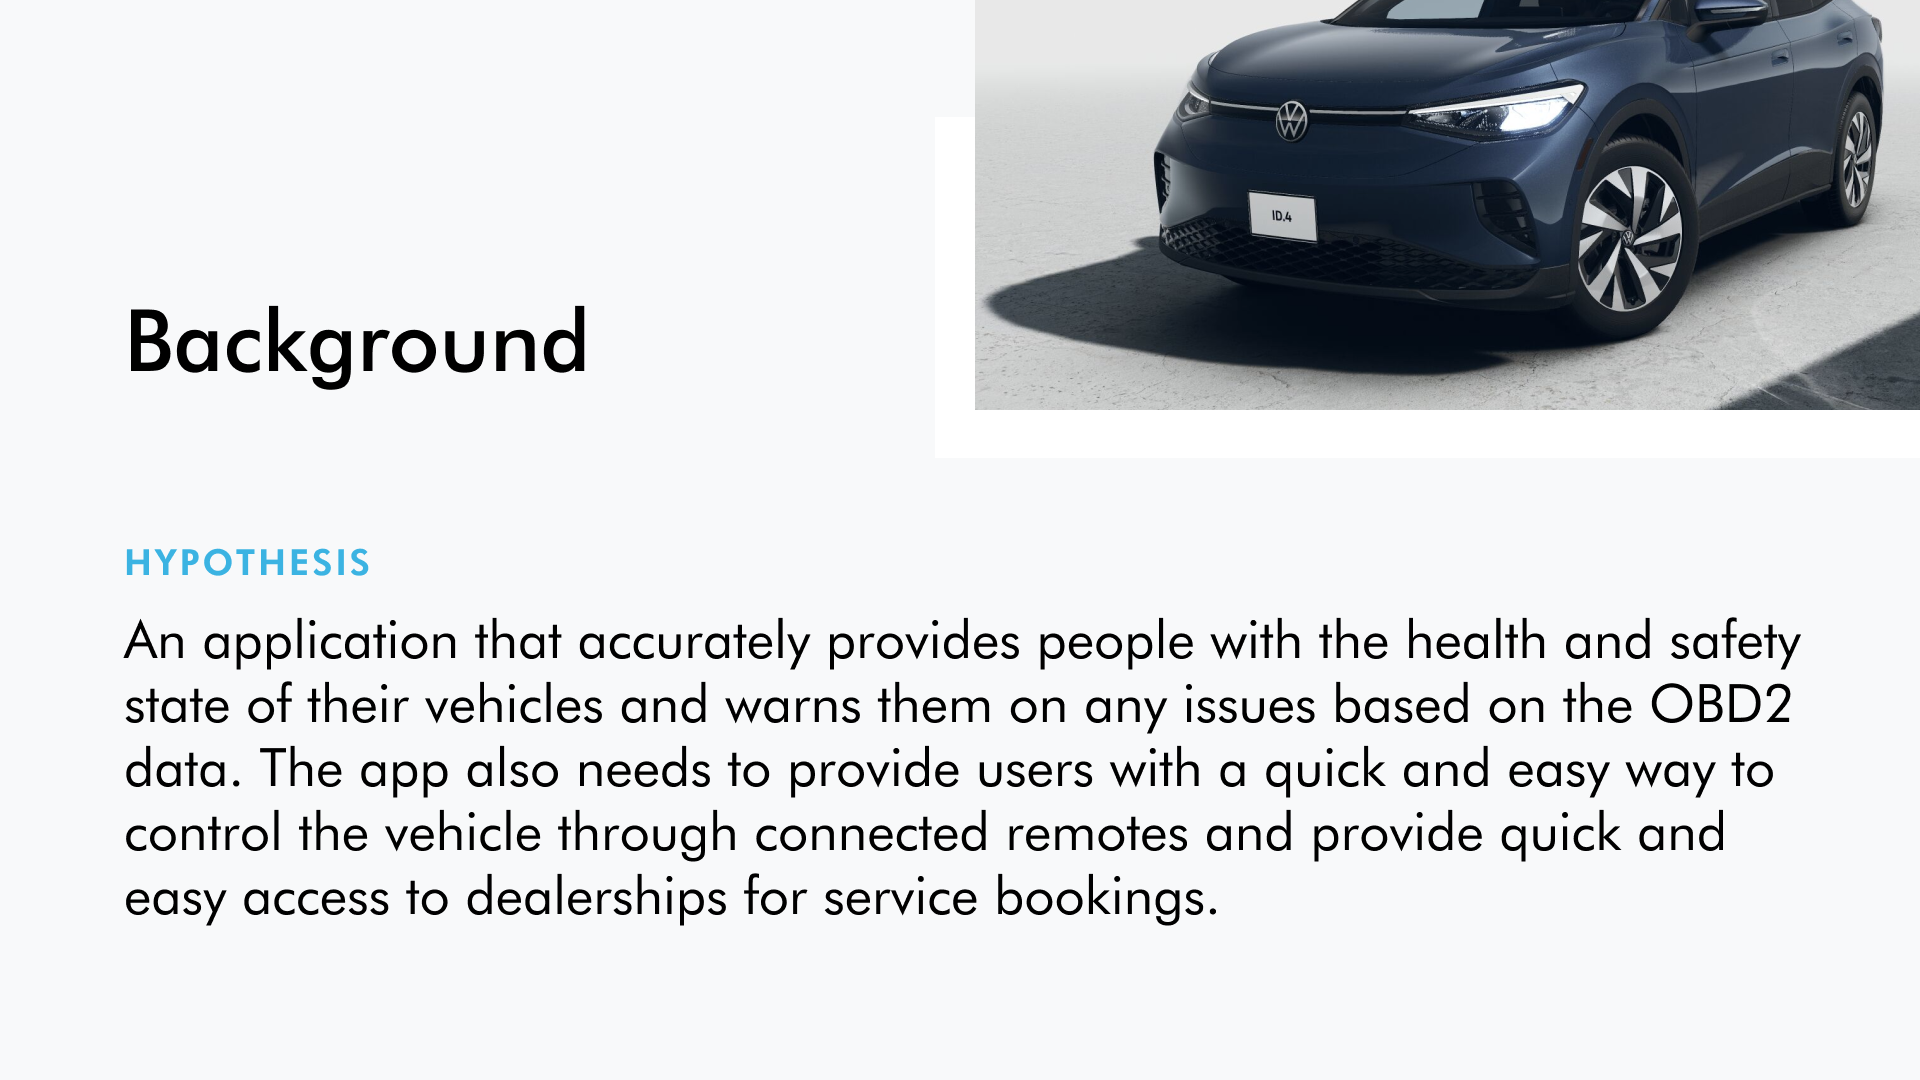 ID.4
Background
HYPOTHESIS
An application that accurately provides people with the health and safety
state of their vehicles and warns them on any issues based on the OBD2
data. The app also needs to provide users with a quick and easy way to
control the vehicle through connected remotes and provide quick and
easy access to dealerships for service bookings.